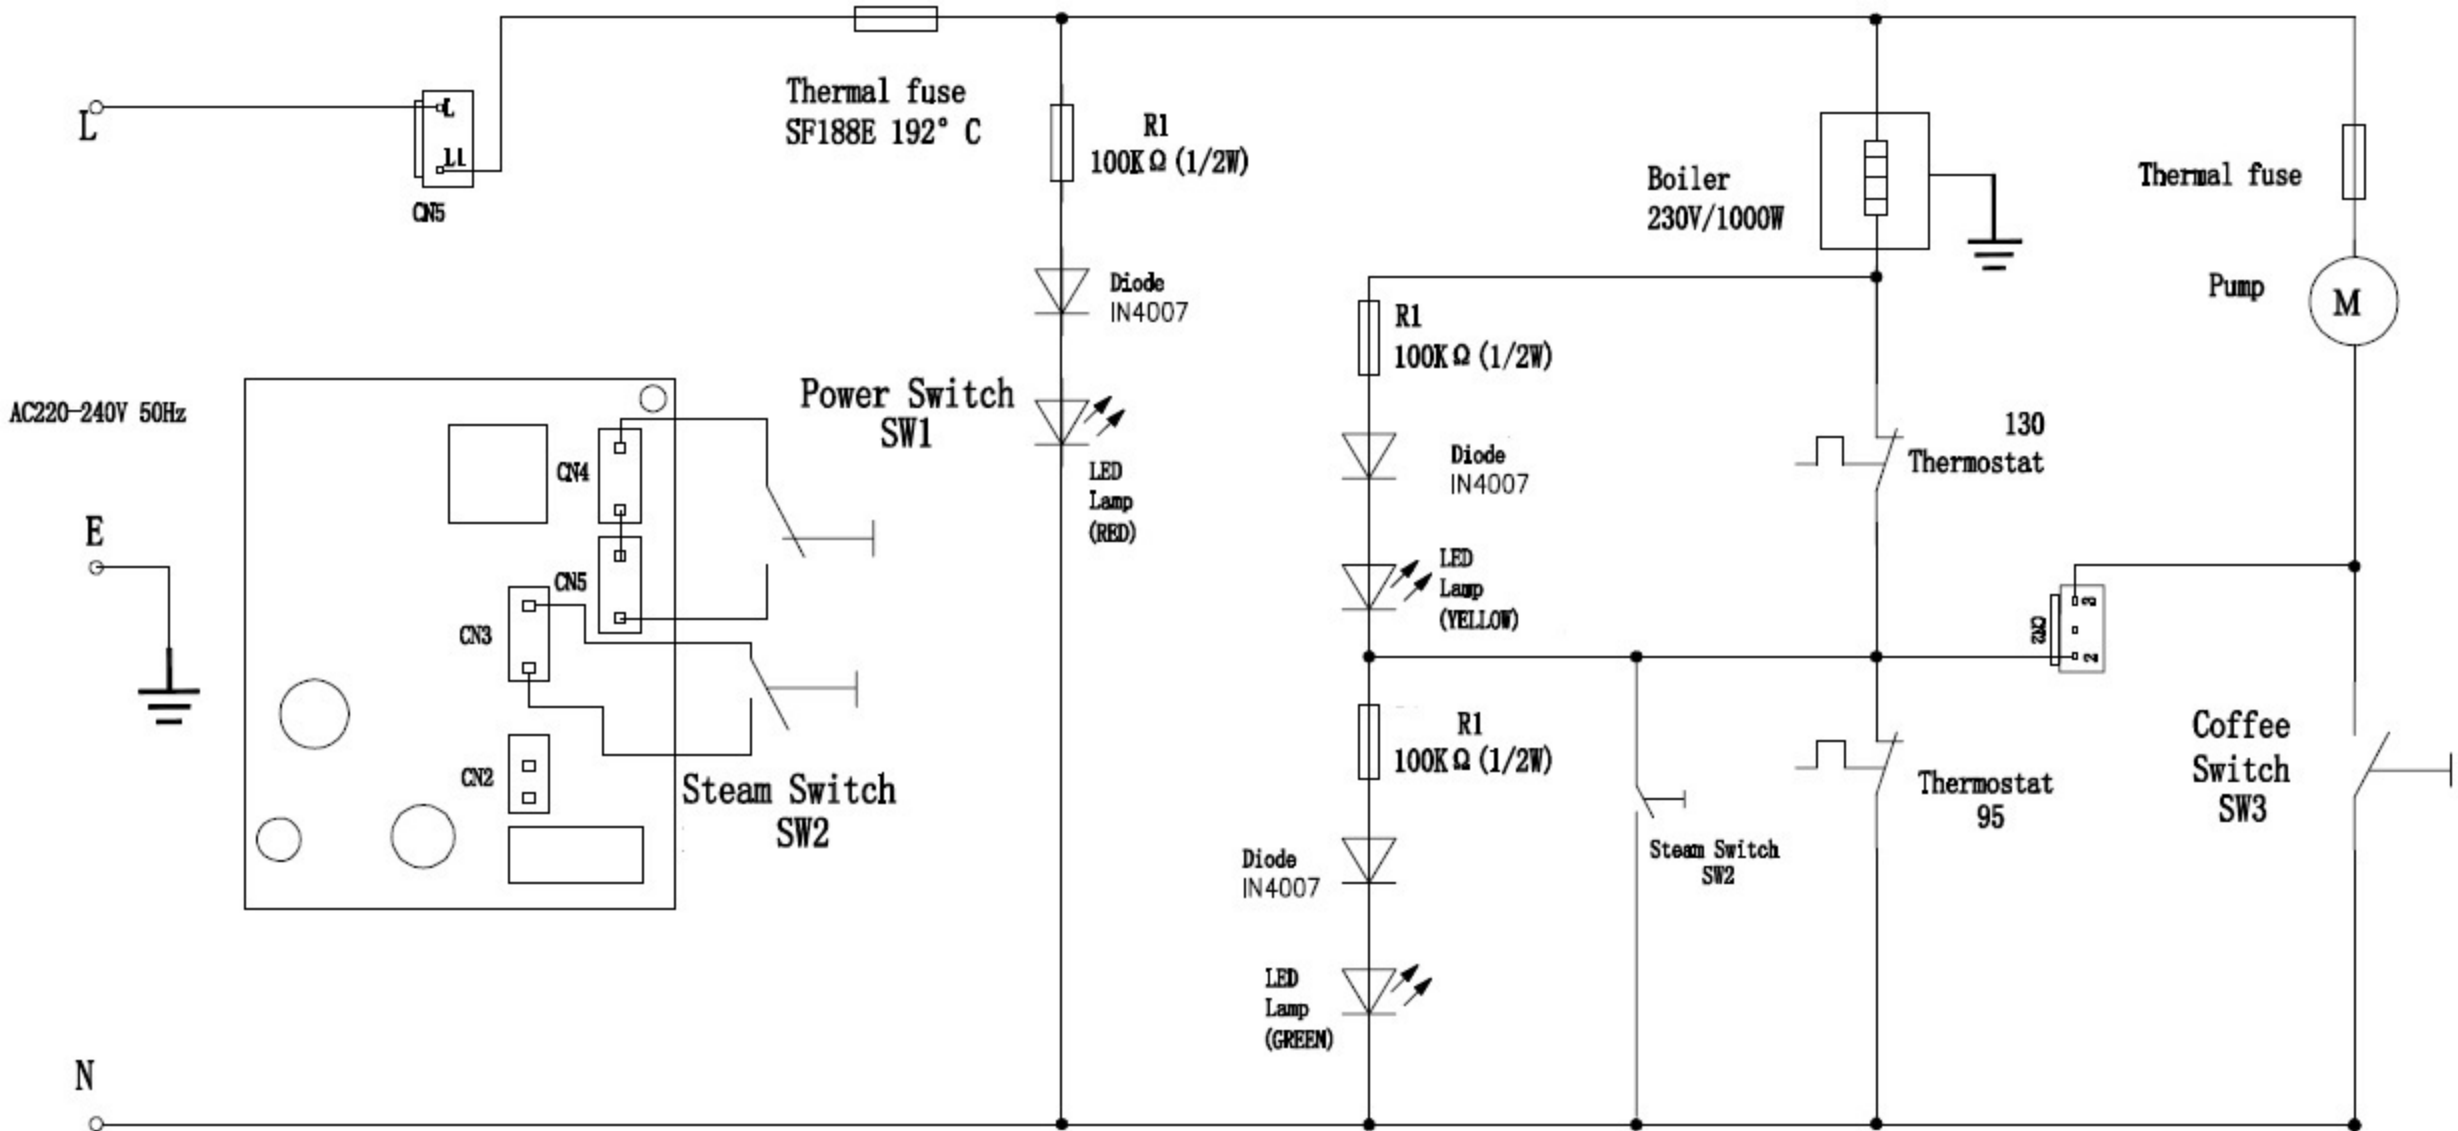 L
L
L1
CN5
Thermal fuse
SF188E 192° C
R1
100KΩ(1/2W)
Diode
IN4007
LED
Lamp
(RED)
Boiler
230V/1000W
Thermal fuse
Pump
M
R1
100KΩ(1/2W)
Diode
IN4007
LED
Lamp
(YELLOW)
130
Thermostat
3
CN2
2
AC220-240V 50Hz
E
CN4
CN5
CN3
CN2
Power Switch
SW1
Steam Switch
SW2
R1
100KΩ(1/2W)
Diode
IN4007
LED
Lamp
(GREEN)
Steam Switch
SW2
Thermostat
95
Coffee
Switch
SW3
N